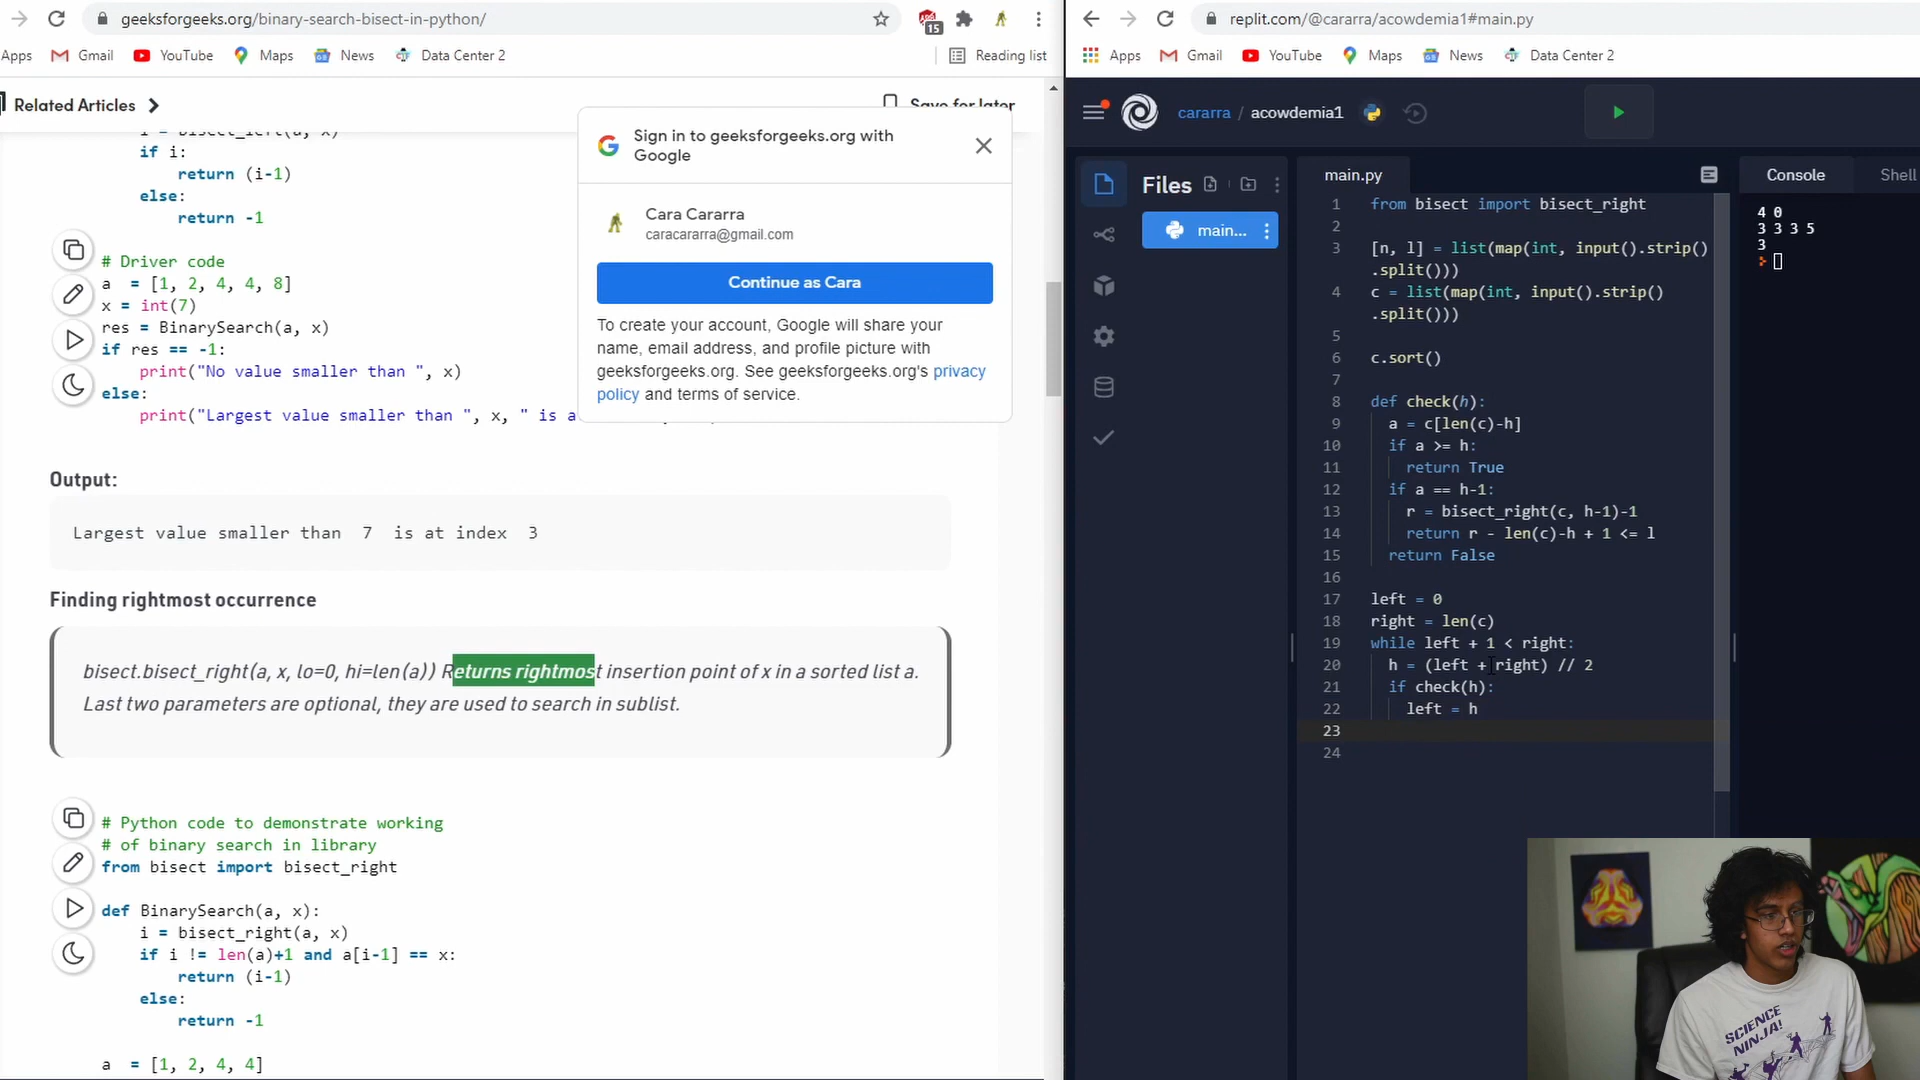 geeksforgeeks.org/binary-search-bisect-in-python/
15
Apps Gmail YouTube Maps News Data Center 2 Reading list
Related Articles
Save for later
i = bisect_left(a, x)
if i:
return (i-1)
else:
return -1
# Driver code
a  = [1, 2, 4, 4, 8]
x = int(7)
res = BinarySearch(a, x)
if res == -1:
print("No value smaller than ", x)
else:
print("Largest value smaller than ", x, " is a
Sign in to geeksforgeeks.org with
Google
Cara Cararra
caracararra@gmail.com
Continue as Cara
To create your account, Google will share your
name, email address, and profile picture with
geeksforgeeks.org. See geeksforgeeks.org's privacy
policy and terms of service.
Output:
Largest value smaller than  7  is at index  3
Finding rightmost occurrence
bisect.bisect_right(a, x, lo=0, hi=len(a)) Returns rightmost insertion point of x in a sorted list a.
Last two parameters are optional, they are used to search in sublist.
# Python code to demonstrate working
# of binary search in library
from bisect import bisect_right
def BinarySearch(a, x):
i = bisect_right(a, x)
if i != len(a)+1 and a[i-1] == x:
return (i-1)
else:
return -1
a  = [1, 2, 4, 4]
replit.com/@cararra/acowdemia1#main.py
Apps Gmail YouTube Maps News Data Center 2
cararra / acowdemia1
Files
main...
main.py
1 from bisect import bisect_right
2
3 [n, l] = list(map(int, input().strip()
.split()))
4 c = list(map(int, input().strip()
.split()))
5
6 c.sort()
7
8 def check(h):
9 a = c[len(c)-h]
10 if a >= h:
11 return True
12 if a == h-1:
13 r = bisect_right(c, h-1)-1
14 return r - len(c)-h + 1 <= l
15 return False
16
17 left = 0
18 right = len(c)
19 while left + 1 < right:
20 h = (left + right) // 2
21 if check(h):
22 left = h
23
24
Console Shell
4 0
3 3 3 5
3
SCIENCE
NINJA!